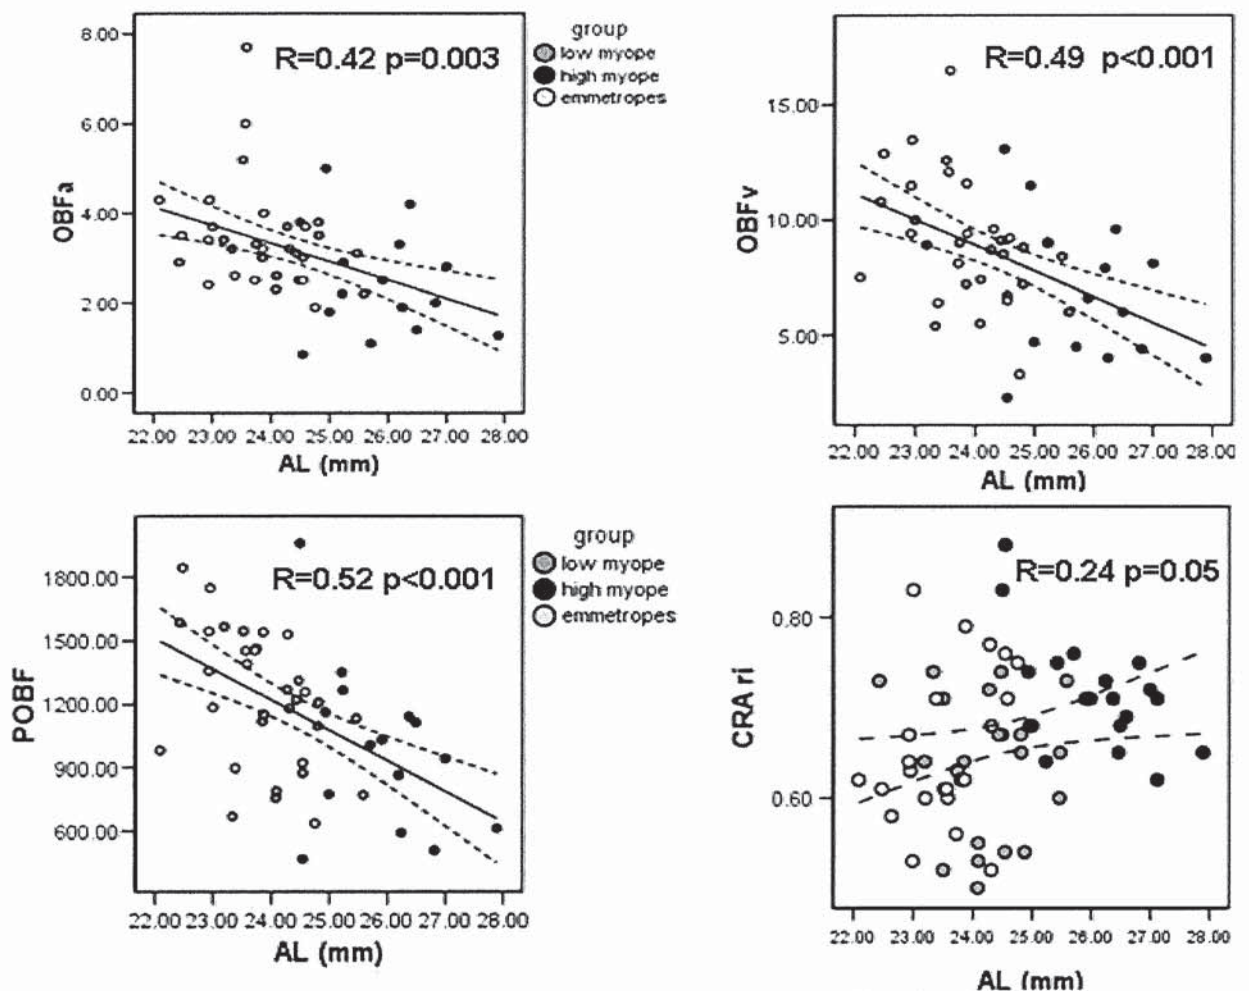 8.00
6.00
4.00
2.00
0.00
OBFa
R=0.42 p=0.003
22.00 23.00 24.00 25.00 26.00 27.00 28.00
AL (mm)
group
low myope
high myope
emmetropes
15.00
10.00
5.00
OBFv
R=0.49 p<0.001
22.00 23.00 24.00 25.00 26.00 27.00 28.00
AL (mm)
1800.00
1500.00
1200.00
900.00
600.00
POBF
R=0.52 p<0.001
22.00 23.00 24.00 25.00 26.00 27.00 28.00
AL (mm)
group
low myope
high myope
emmetropes
0.80
0.60
CRA ri
R=0.24 p=0.05
22.00 23.00 24.00 25.00 26.00 27.00 28.00
AL (mm)